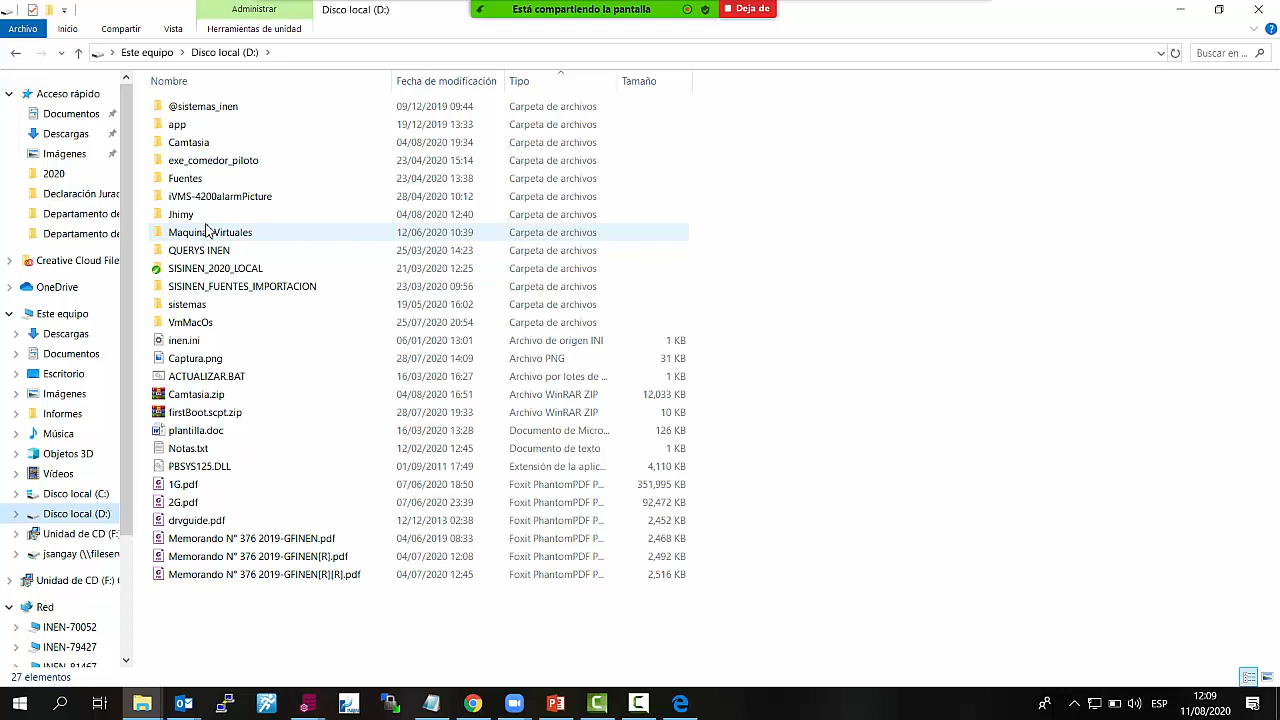 Administrar
Disco local (D:)
Está compartiendo la pantalla
Deja de
Archivo
Inicio
Compartir
Vista
Herramientas de unidad
Este equipo > Disco local (D:) >
Buscar en ...
Acceso rápido
Documentos
Descargas
Imágenes
2020
Declaración Jurac
Departamento de
Departamento de
Creative Cloud File
OneDrive
Este equipo
Descargas
Documentos
Escritorio
Imágenes
Informes
Música
Objetos 3D
Vídeos
Disco local (C:)
Disco local (D:)
Unidad de CD (F:
jsangay (\\fileserv
Unidad de CD (F:) C
Red
INEN-70052
INEN-79427
INEN-81467
Nombre Fecha de modificación Tipo Tamaño
@sistemas_inen 09/12/2019 09:44 Carpeta de archivos
app 19/12/2019 13:33 Carpeta de archivos
Camtasia 04/08/2020 19:34 Carpeta de archivos
exe_comedor_piloto 23/04/2020 15:14 Carpeta de archivos
Fuentes 23/04/2020 13:38 Carpeta de archivos
iVMS-4200alarmPicture 28/04/2020 10:12 Carpeta de archivos
Jhimy 04/08/2020 12:40 Carpeta de archivos
Maquinas Virtuales 12/06/2020 10:39 Carpeta de archivos
QUERYS INEN 25/03/2020 14:23 Carpeta de archivos
SISINEN_2020_LOCAL 21/03/2020 12:25 Carpeta de archivos
SISINEN_FUENTES_IMPORTACION 23/03/2020 09:56 Carpeta de archivos
sistemas 19/05/2020 16:02 Carpeta de archivos
VmMacOs 25/07/2020 20:54 Carpeta de archivos
inen.ini 06/01/2020 13:01 Archivo de origen INI 1 KB
Captura.png 28/07/2020 14:09 Archivo PNG 31 KB
ACTUALIZAR.BAT 16/03/2020 16:27 Archivo por lotes de ... 1 KB
Camtasia.zip 04/08/2020 16:51 Archivo WinRAR ZIP 12,033 KB
firstBoot.scpt.zip 28/07/2020 19:33 Archivo WinRAR ZIP 10 KB
plantilla.doc 16/03/2020 13:28 Documento de Micro... 126 KB
Notas.txt 12/02/2020 12:45 Documento de texto 1 KB
PBSYS125.DLL 01/09/2011 17:49 Extensión de la aplic... 4,110 KB
1G.pdf 07/06/2020 18:50 Foxit PhantomPDF P... 351,995 KB
2G.pdf 07/06/2020 23:39 Foxit PhantomPDF P... 92,472 KB
drvguide.pdf 12/12/2013 02:38 Foxit PhantomPDF P... 2,452 KB
Memorando N° 376 2019-GFINEN.pdf 04/06/2019 08:33 Foxit PhantomPDF P... 2,468 KB
Memorando N° 376 2019-GFINEN[R].pdf 04/07/2020 12:08 Foxit PhantomPDF P... 2,492 KB
Memorando N° 376 2019-GFINEN[R][R].pdf 04/07/2020 12:45 Foxit PhantomPDF P... 2,516 KB
27 elementos
ESP
12:09
11/08/2020